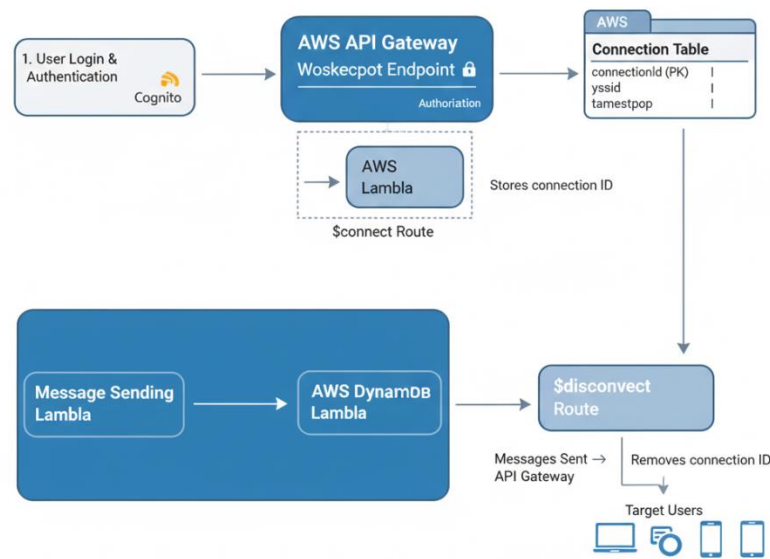 1. User Login &
Authentication
Cognito
AWS API Gateway
Woskecpot Endpoint
Authoriation
AWS
Connection Table
connectionld (PK)
yssid
tamestpop
AWS
Lambla
Stores connection ID
$connect Route
Message Sending
Lambla
AWS DynamDB
Lambla
$disconvect
Route
Messages Sent →
API Gateway
Removes connection ID
Target Users